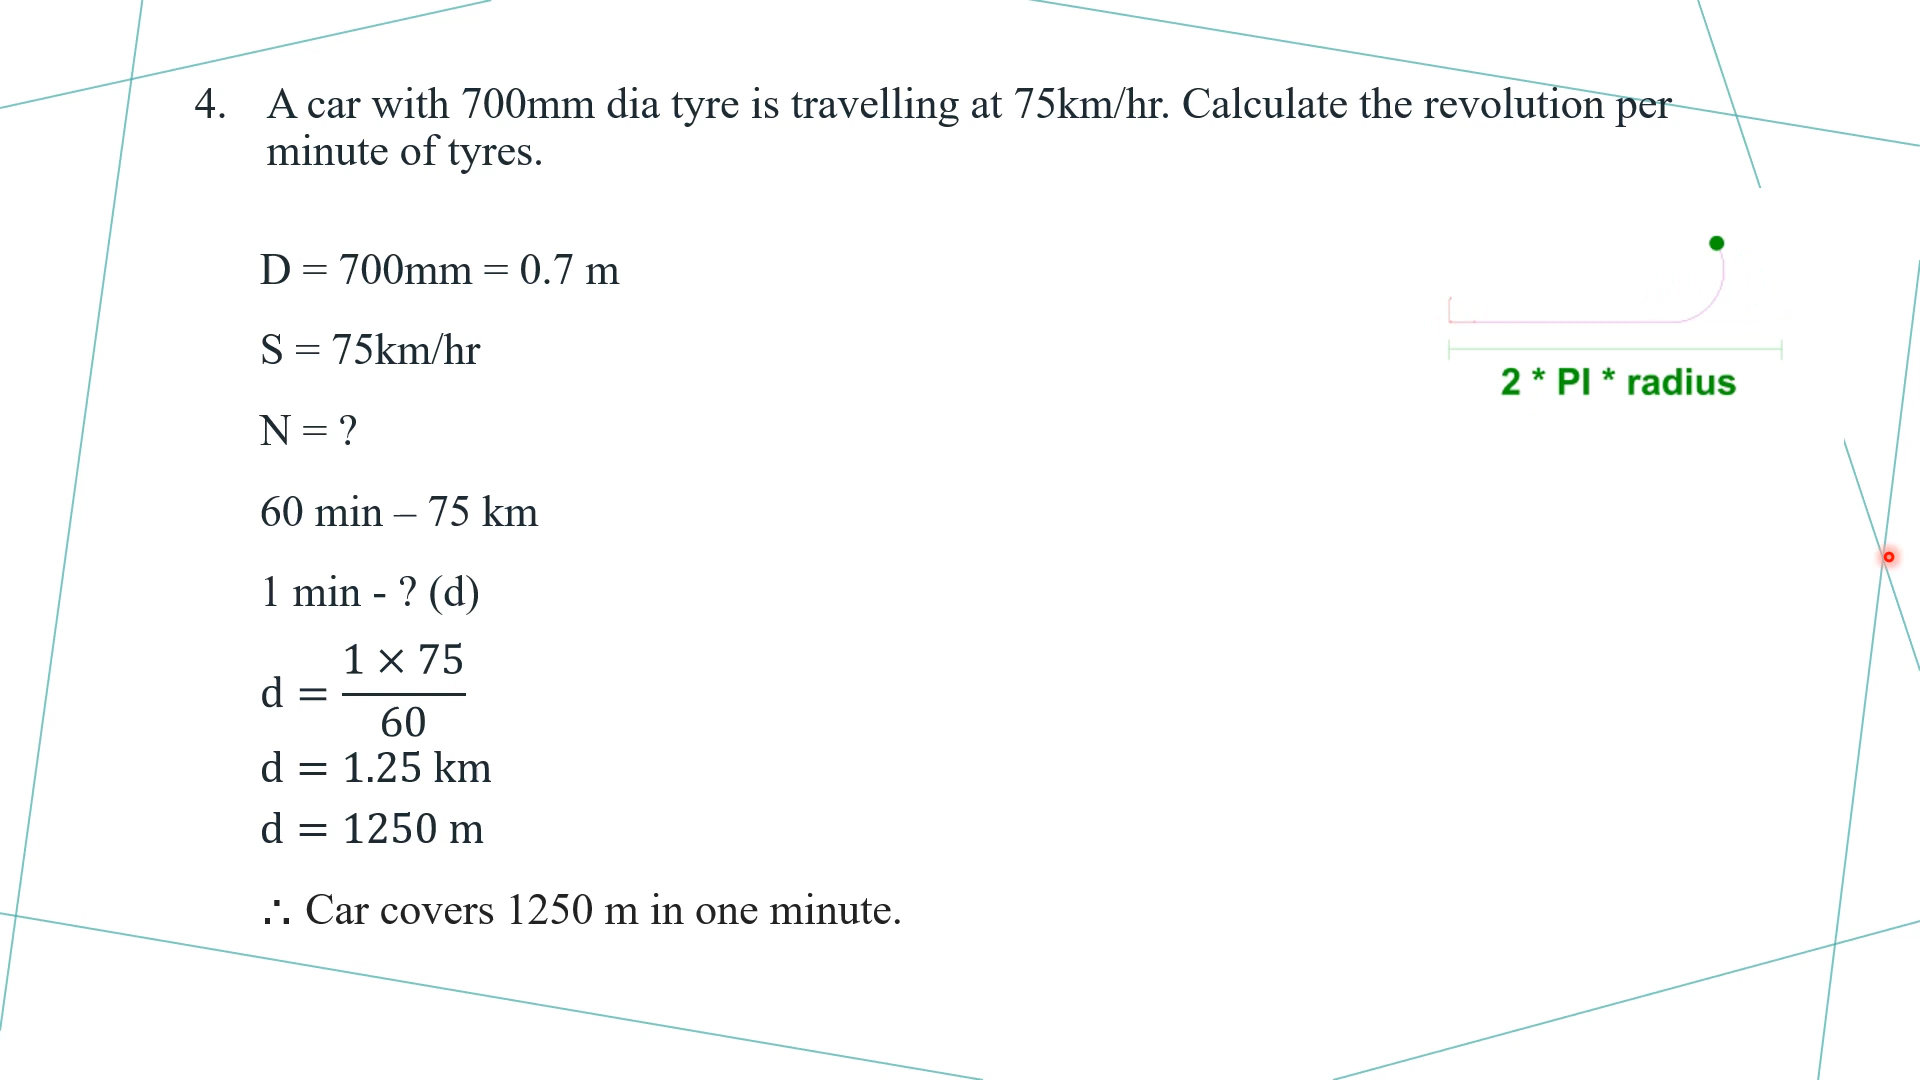 4. A car with 700mm dia tyre is travelling at 75km/hr. Calculate the revolution per
minute of tyres.
D = 700mm = 0.7 m
S = 75km/hr
N = ?
60 min – 75 km
1 min - ? (d)
d = \frac{1 × 75}{60}
d = 1.25 km
d = 1250 m
∴ Car covers 1250 m in one minute.
2 * PI * radius